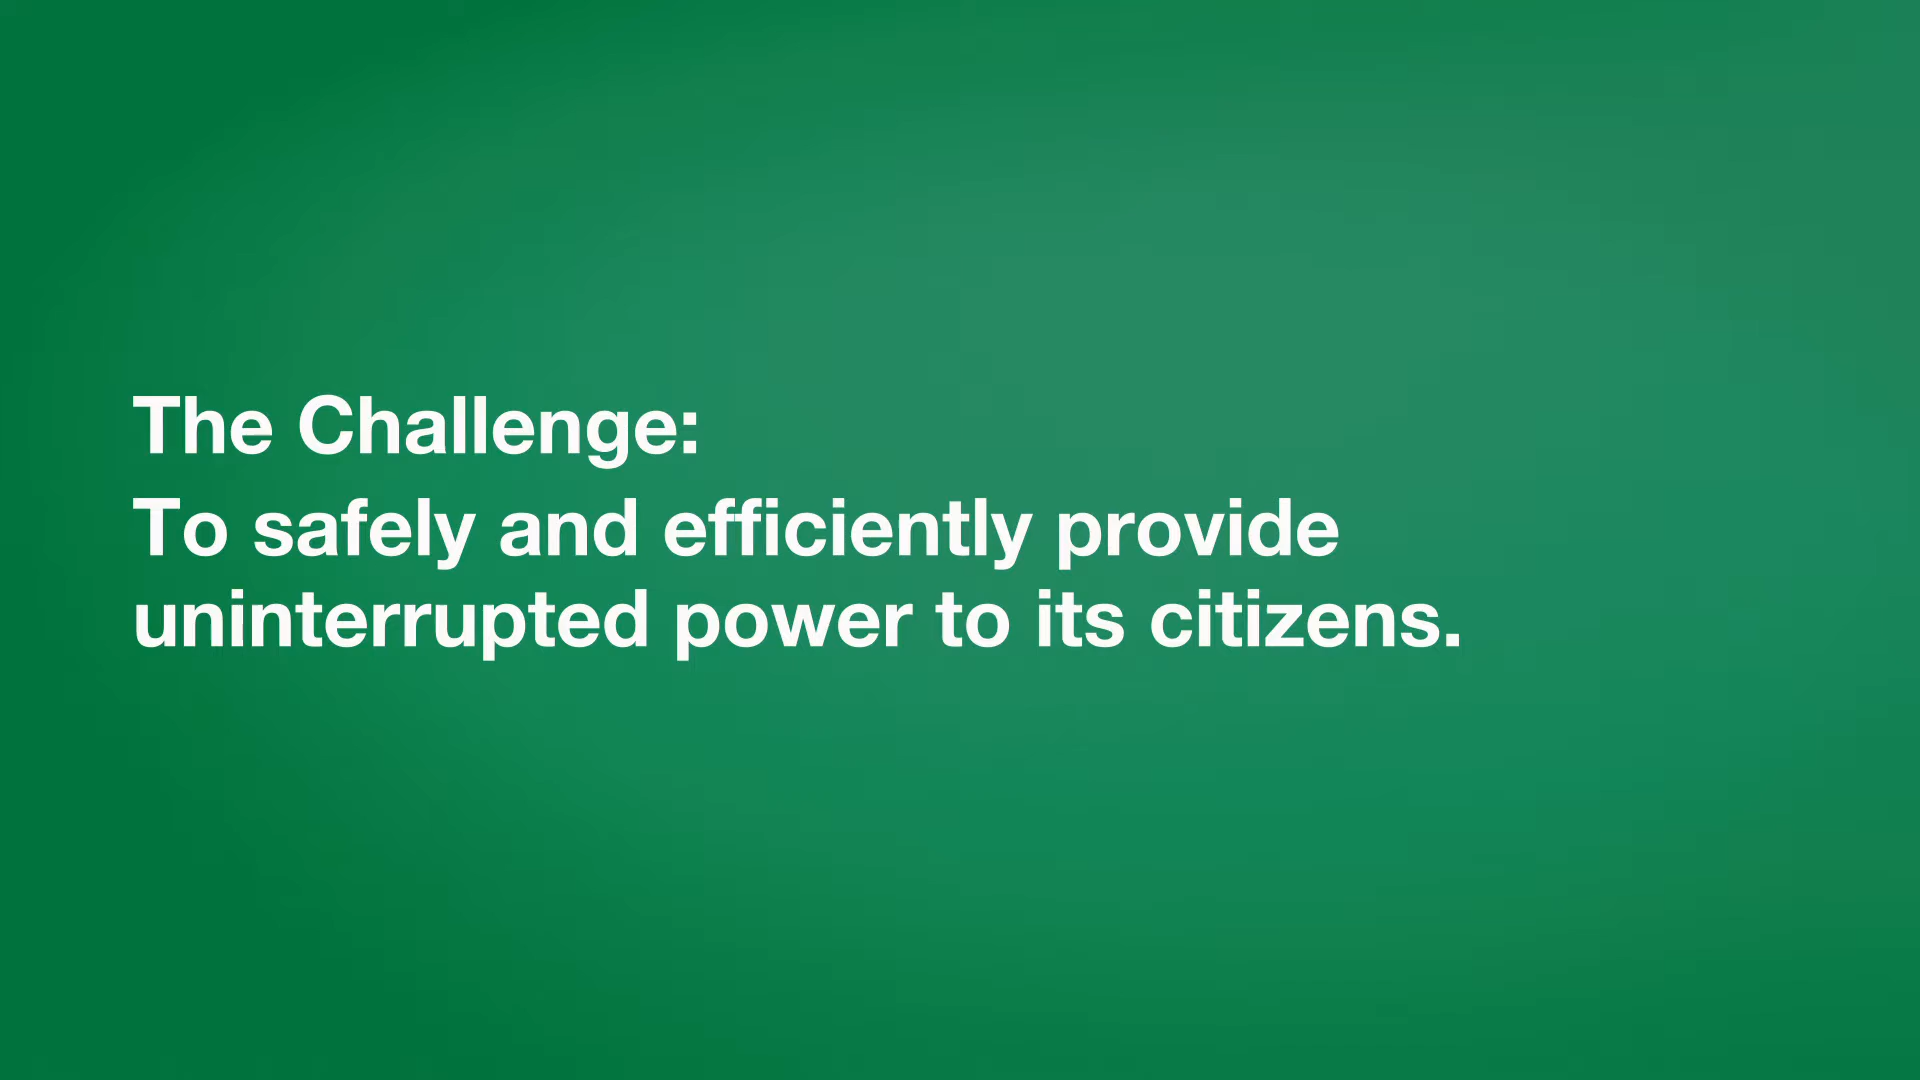 The Challenge:
To safely and efficiently provide
uninterrupted power to its citizens.